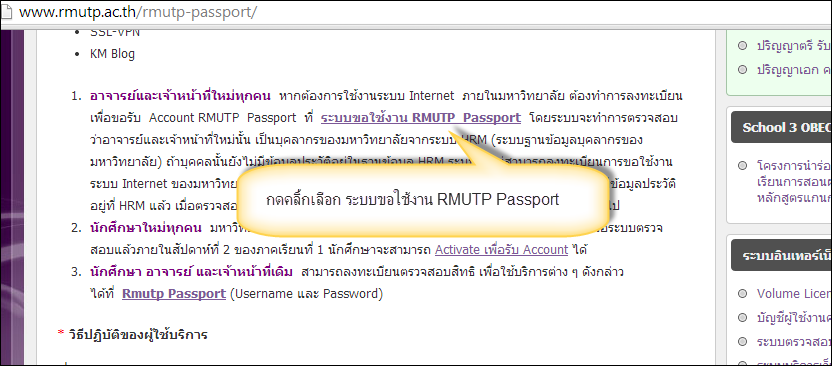 www.rmutp.ac.th/rmutp-passport/
SSL-VPN
KM Blog
1. อาจารย์และเจ้าหน้าที่ใหม่ทุกคน หากต้องการใช้งานระบบ Internet ภายในมหาวิทยาลัย ต้องทำการลงทะเบียน
เพื่อขอรับ Account RMUTP Passport ที่ ระบบขอใช้งาน RMUTP Passport โดยระบบจะทำการตรวจสอบ
ว่าอาจารย์และเจ้าหน้าที่ใหม่นั้น เป็นบุคลากรของมหาวิทยาลัยจากระบบ HRM (ระบบฐานข้อมูลบุคลากรของ
มหาวิทยาลัย) ถ้าบุคคลนั้นยังไม่มีข้อมูลประวัติอยู่ในฐานข้อมูล HRM สามารถลงทะเบียนการขอใช้งาน
ระบบ Internet ของมหาวิทยา ข้อมูลประวัติ
อยู่ที่ HRM แล้ว เมื่อตรวจสอ ไป
กดคลิ้กเลือก ระบบขอใช้งาน RMUTP Passport
2. นักศึกษาใหม่ทุกคน มหาวิ ระบบตรวจ
สอบแล้วภายในสัปดาห์ที่ 2 ของภาคเรียนที่ 1 นักศึกษาจะสามารถ Activate เพื่อรับ Account ได้
3. นักศึกษา อาจารย์ และเจ้าหน้าที่เดิม สามารถลงทะเบียนตรวจสอบสิทธิ เพื่อใช้บริการต่าง ๆ ดังกล่าว
ได้ที่ Rmutp Passport (Username และ Password)
* วิธีปฏิบัติของผู้ใช้บริการ
ปริญญาตรี รับ
ปริญญาเอก ค
School 3 OBEC
โครงการนำร่อ
เรียนการสอนผ
หลักสูตรแกนก
ระบบอินเทอร์เน็
Volume Licen
บัญชีผู้ใช้งานค
ระบบตรวจสอบ